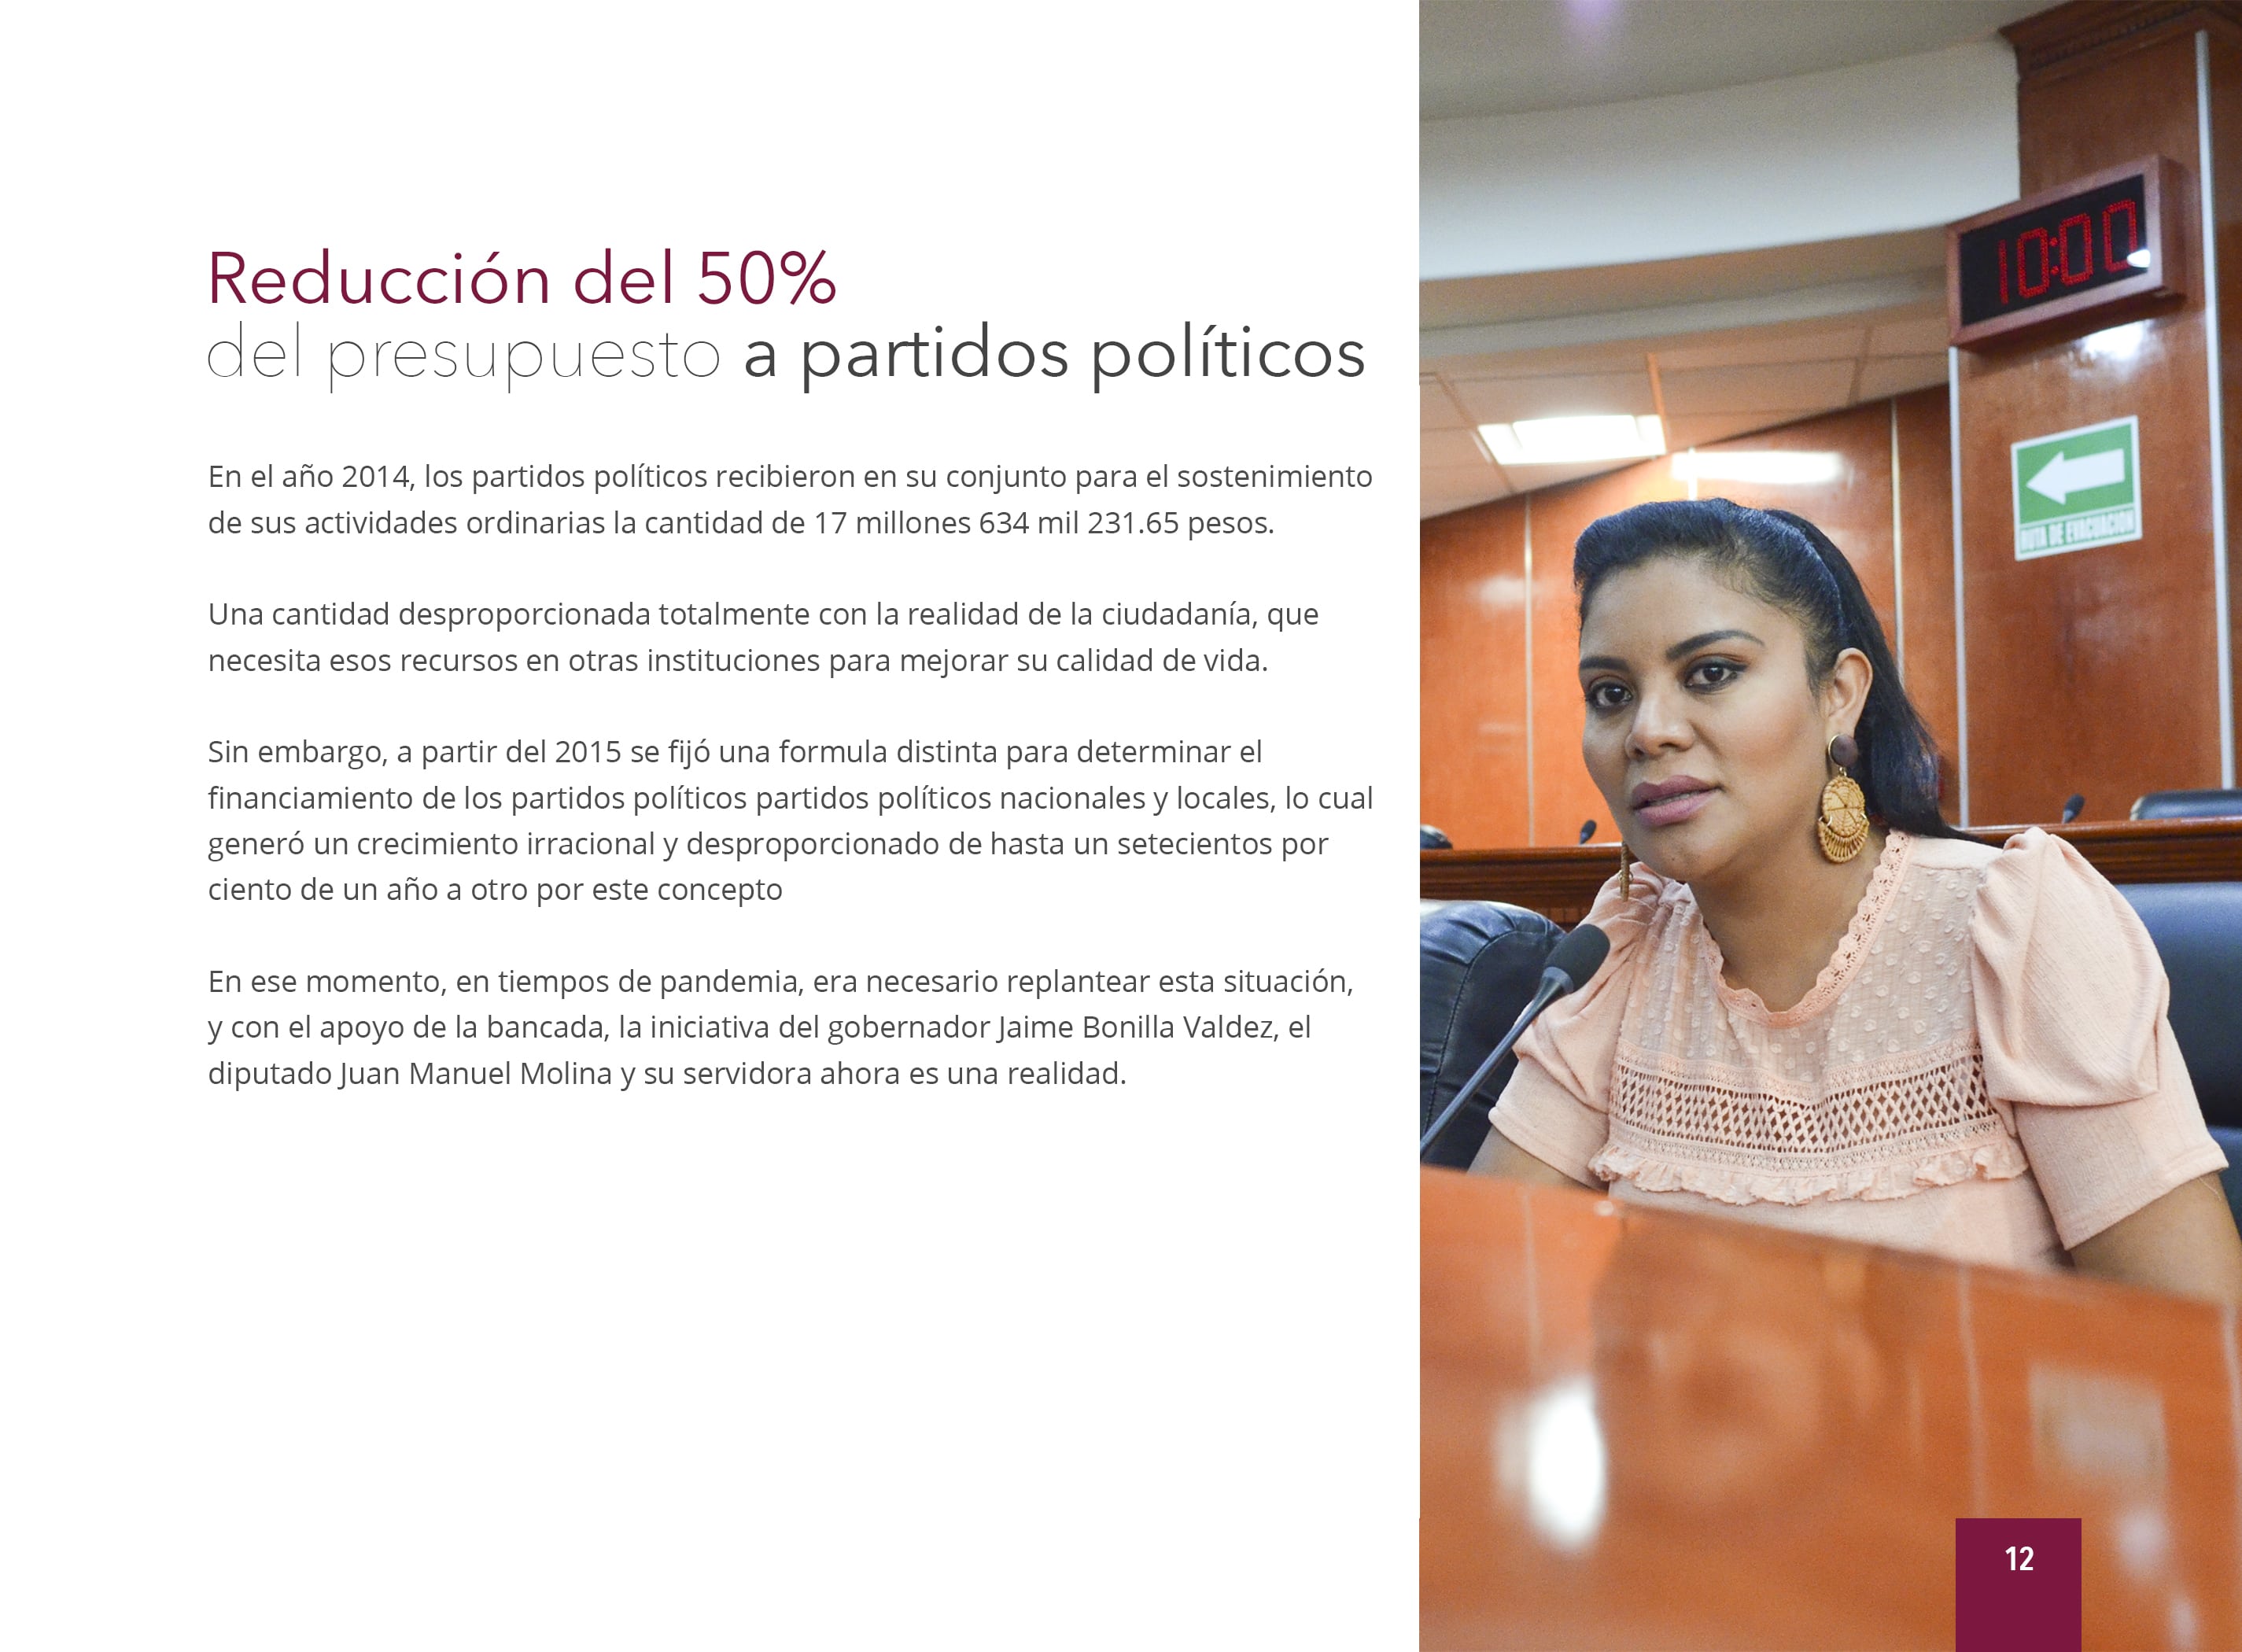 Reducción del 50%
del presupuesto a partidos políticos
En el año 2014, los partidos políticos recibieron en su conjunto para el sostenimiento
de sus actividades ordinarias la cantidad de 17 millones 634 mil 231.65 pesos.
Una cantidad desproporcionada totalmente con la realidad de la ciudadanía, que
necesita esos recursos en otras instituciones para mejorar su calidad de vida.
Sin embargo, a partir del 2015 se fijó una formula distinta para determinar el
financiamiento de los partidos políticos partidos políticos nacionales y locales, lo cual
generó un crecimiento irracional y desproporcionado de hasta un setecientos por
ciento de un año a otro por este concepto
En ese momento, en tiempos de pandemia, era necesario replantear esta situación,
y con el apoyo de la bancada, la iniciativa del gobernador Jaime Bonilla Valdez, el
diputado Juan Manuel Molina y su servidora ahora es una realidad.
10:00
RUTA DE EVACUACION
12